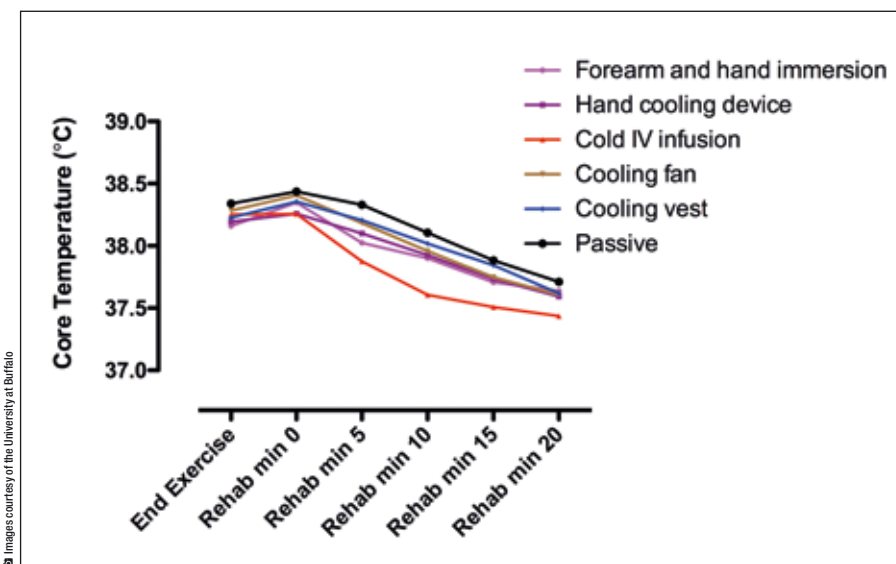 Forearm and hand immersion
Hand cooling device
Cold IV infusion
Cooling fan
Cooling vest
Passive
Core Temperature (°C)
39.0
38.5
38.0
37.5
37.0
End Exercise
Rehab min 0
Rehab min 5
Rehab min 10
Rehab min 15
Rehab min 20
Images courtesy of the University at Buffalo